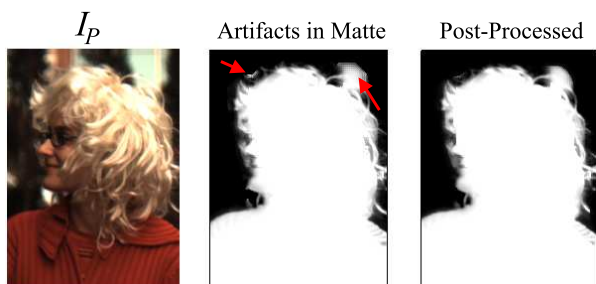 I_P
Artifacts in Matte
Post-Processed